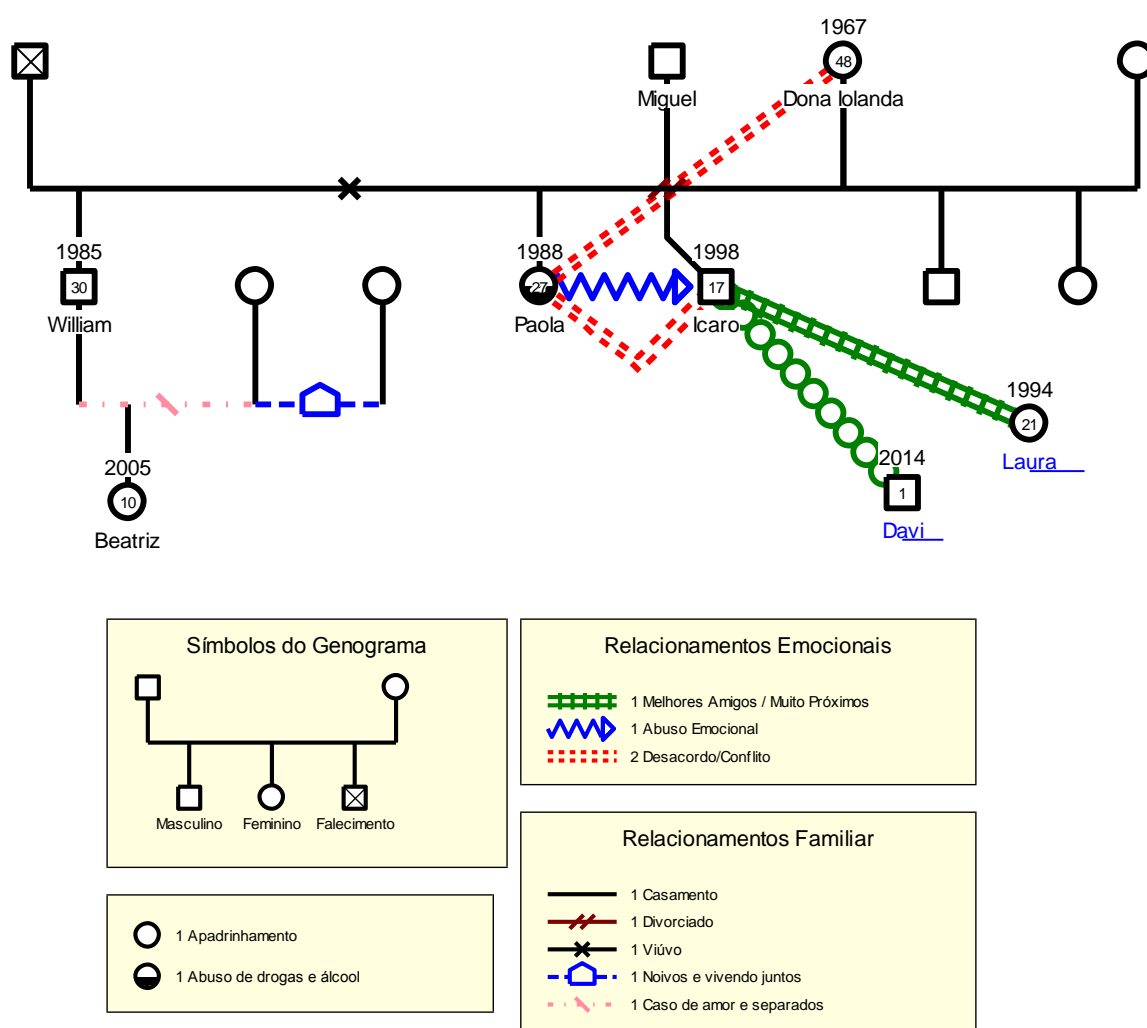 1967
48
Miguel
Dona Iolanda
1985
30
William
1988
27
Paola
1998
17
Icaro
1994
21
Laura
2014
1
Davi
2005
10
Beatriz
Símbolos do Genograma
Masculino
Feminino
Falecimento
1 Apadrinhamento
1 Abuso de drogas e álcool
Relacionamentos Emocionais
1 Melhores Amigos / Muito Próximos
1 Abuso Emocional
2 Desacordo/Conflito
Relacionamentos Familiar
1 Casamento
1 Divorciado
1 Viúvo
1 Noivos e vivendo juntos
1 Caso de amor e separados